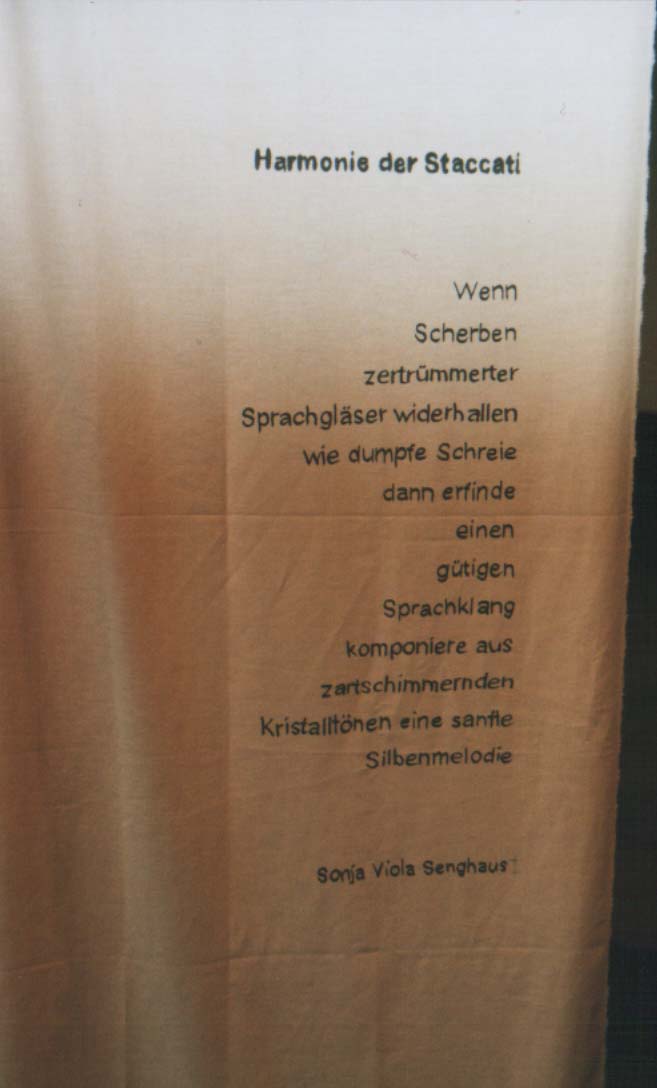 Harmonie der Staccati
Wenn
Scherben
zertrümmerter
Sprachgläser widerhallen
wie dumpfe Schreie
dann erfinde
einen
gütigen
Sprachklang
komponiere aus
zartschimmernden
Kristalltönen eine sanfte
Silbenmelodie
Sonja Viola Senghaus